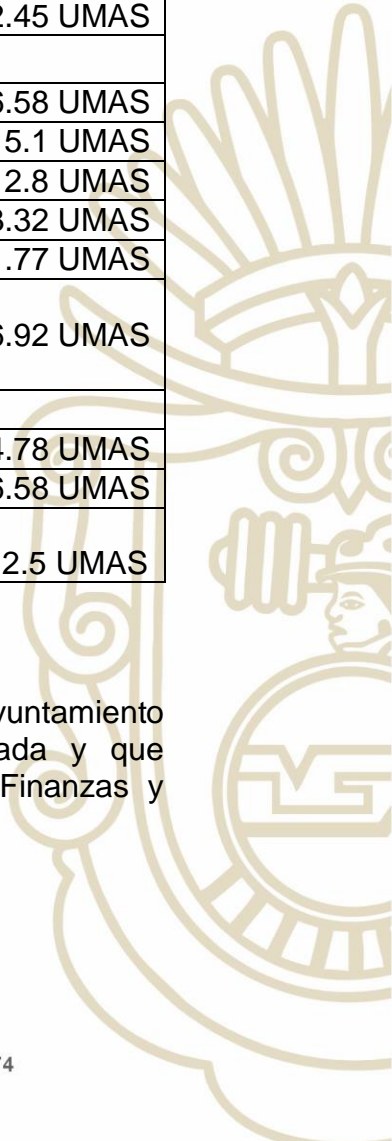 2.45 UMAS
6.58 UMAS
5.1 UMAS
2.8 UMAS
3.32 UMAS
.77 UMAS
6.92 UMAS
4.78 UMAS
6.58 UMAS
2.5 UMAS
yuntamiento
ada y que
Finanzas y